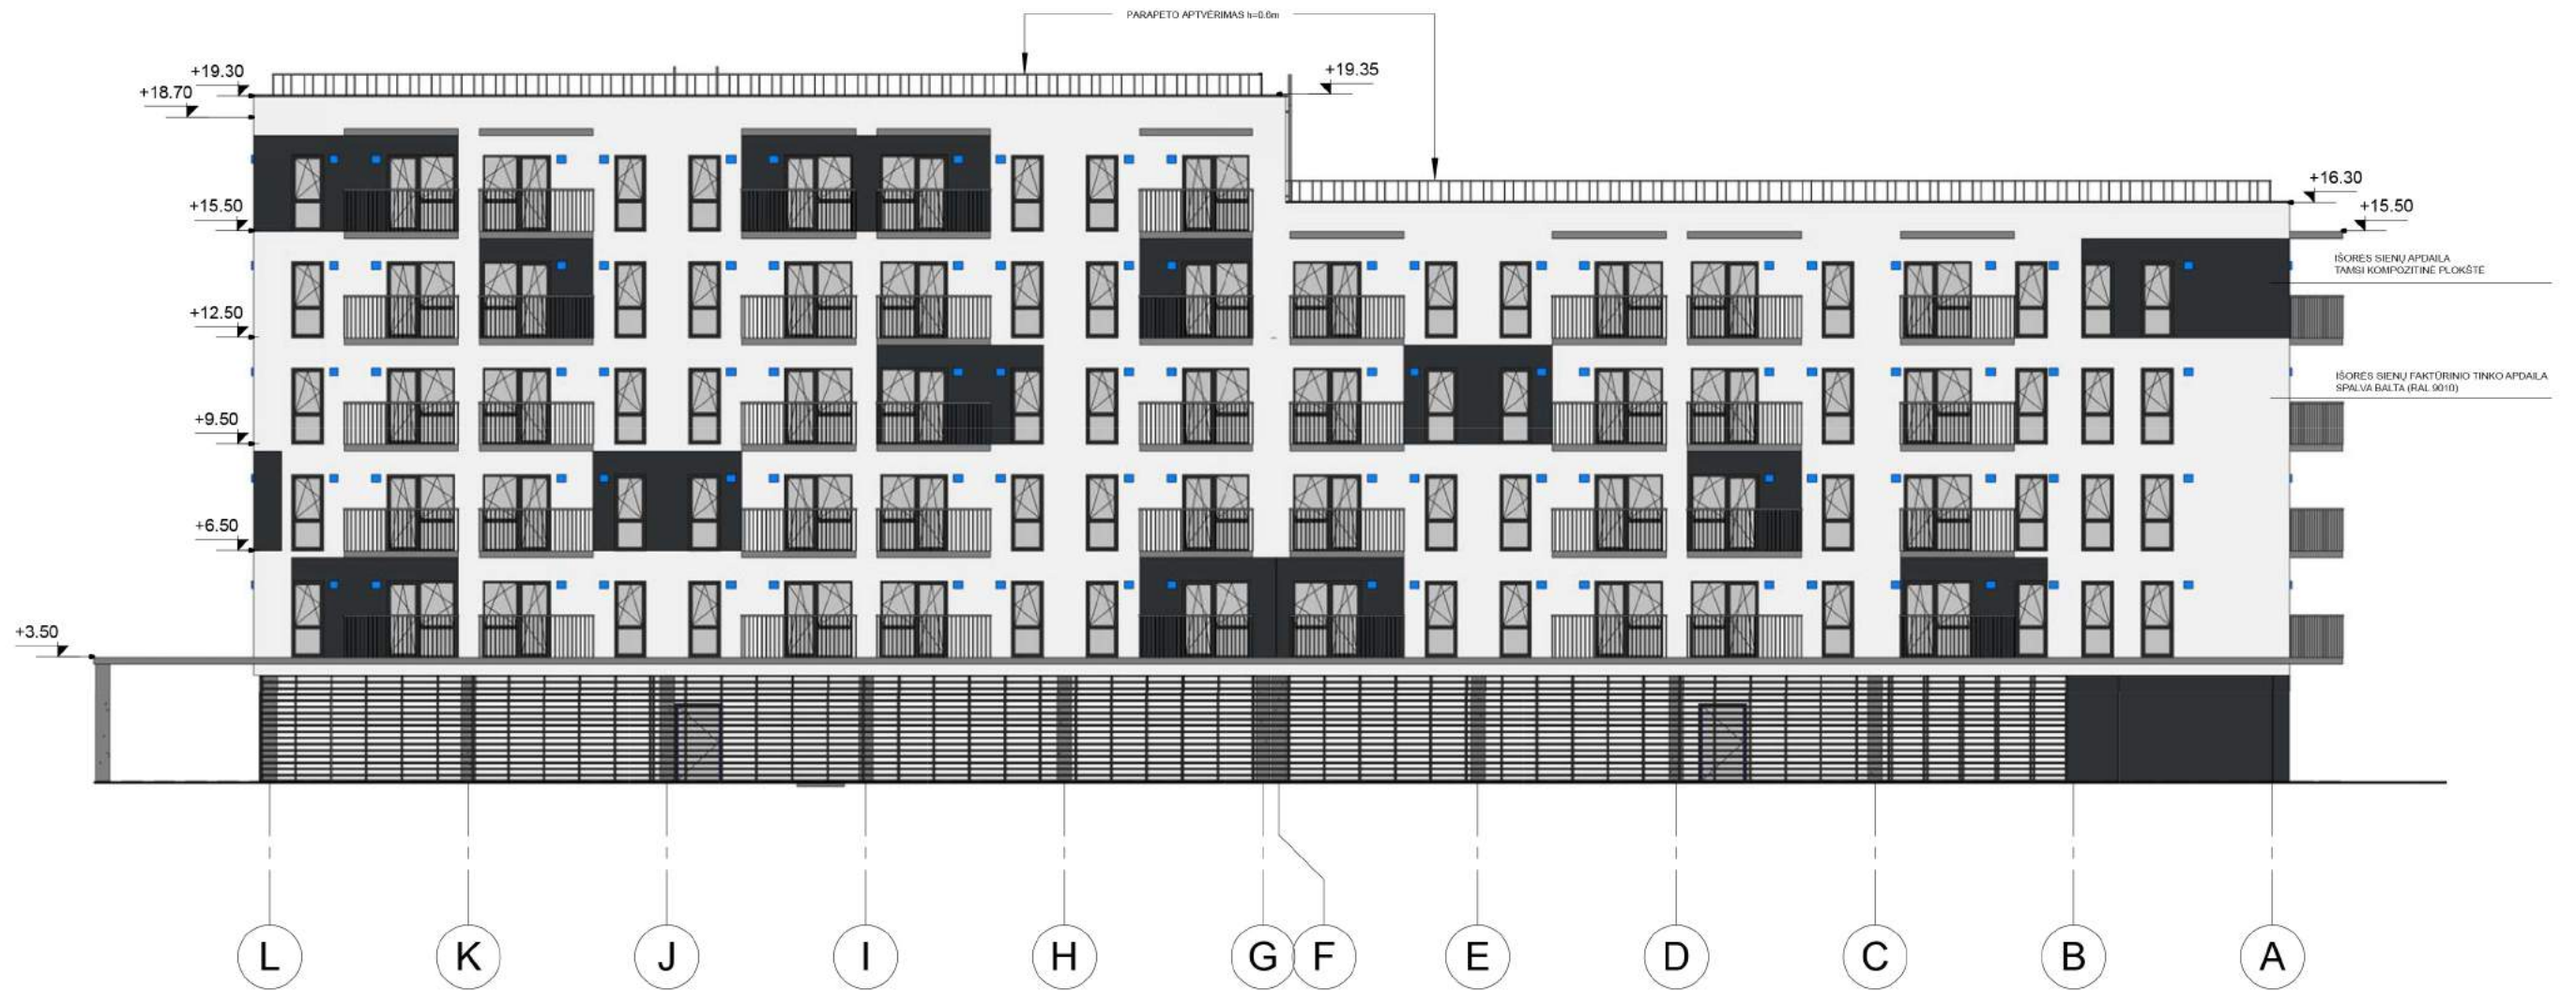 PARAPETO APTVĖRIMAS h=0.6m
+19.30
+19.35
+18.70
+16.30
+15.50
+15.50
IŠORĖS SIENŲ APDAILA
TAMSI KOMPOZITINĖ PLOKŠTĖ
+12.50
IŠORĖS SIENŲ FAKTŪRINIO TINKO APDAILA
SPALVA BALTA (RAL 9010)
+9.50
+6.50
+3.50
L K J I H G F E D C B A